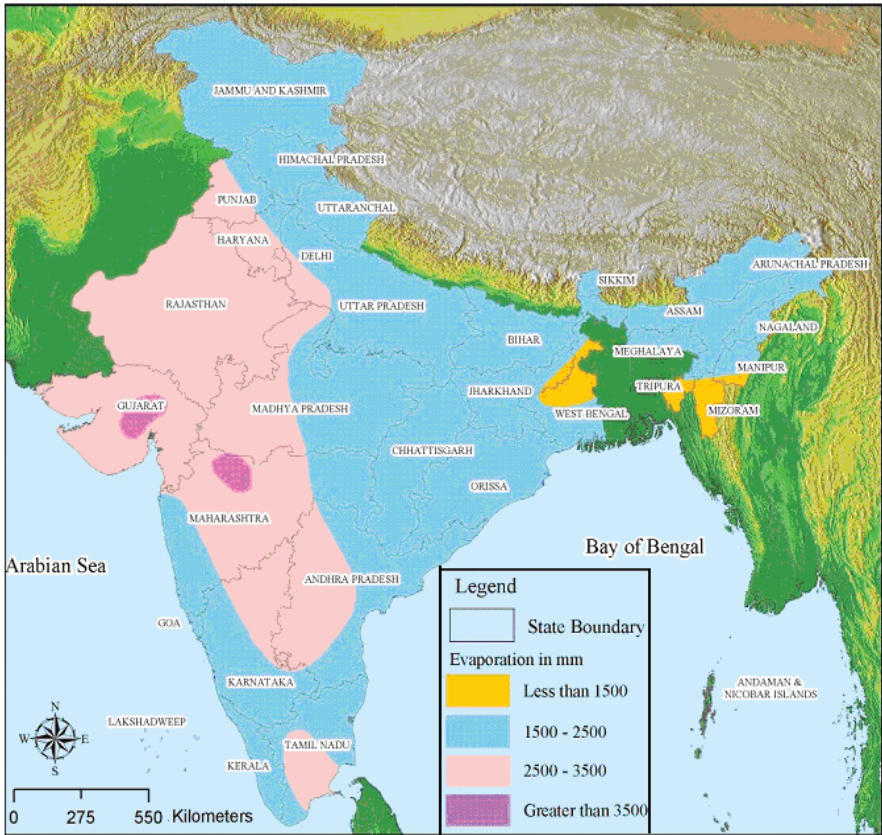 JAMMU AND KASHMIR
HIMACHAL PRADESH
PUNJAB
UTTARANCHAL
HARYANA
DELHI
ARUNACHAL PRADESH
SIKKIM
RAJASTHAN
UTTAR PRADESH
ASSAM
NAGALAND
BIHAR
MEGHALAYA
MANIPUR
JHARKHAND
TRIPURA
GUJARAT
MADHYA PRADESH
WEST BENGAL
MIZORAM
CHHATTISGARH
ORISSA
MAHARASHTRA
Bay of Bengal
Arabian Sea
ANDHRA PRADESH
GOA
KARNATAKA
LAKSHADWEEP
TAMIL NADU
KERALA
ANDAMAN &
NICOBAR ISLANDS
Legend
State Boundary
Evaporation in mm
Less than 1500
1500 - 2500
2500 - 3500
Greater than 3500
N
W E
S
0 275 550 Kilometers